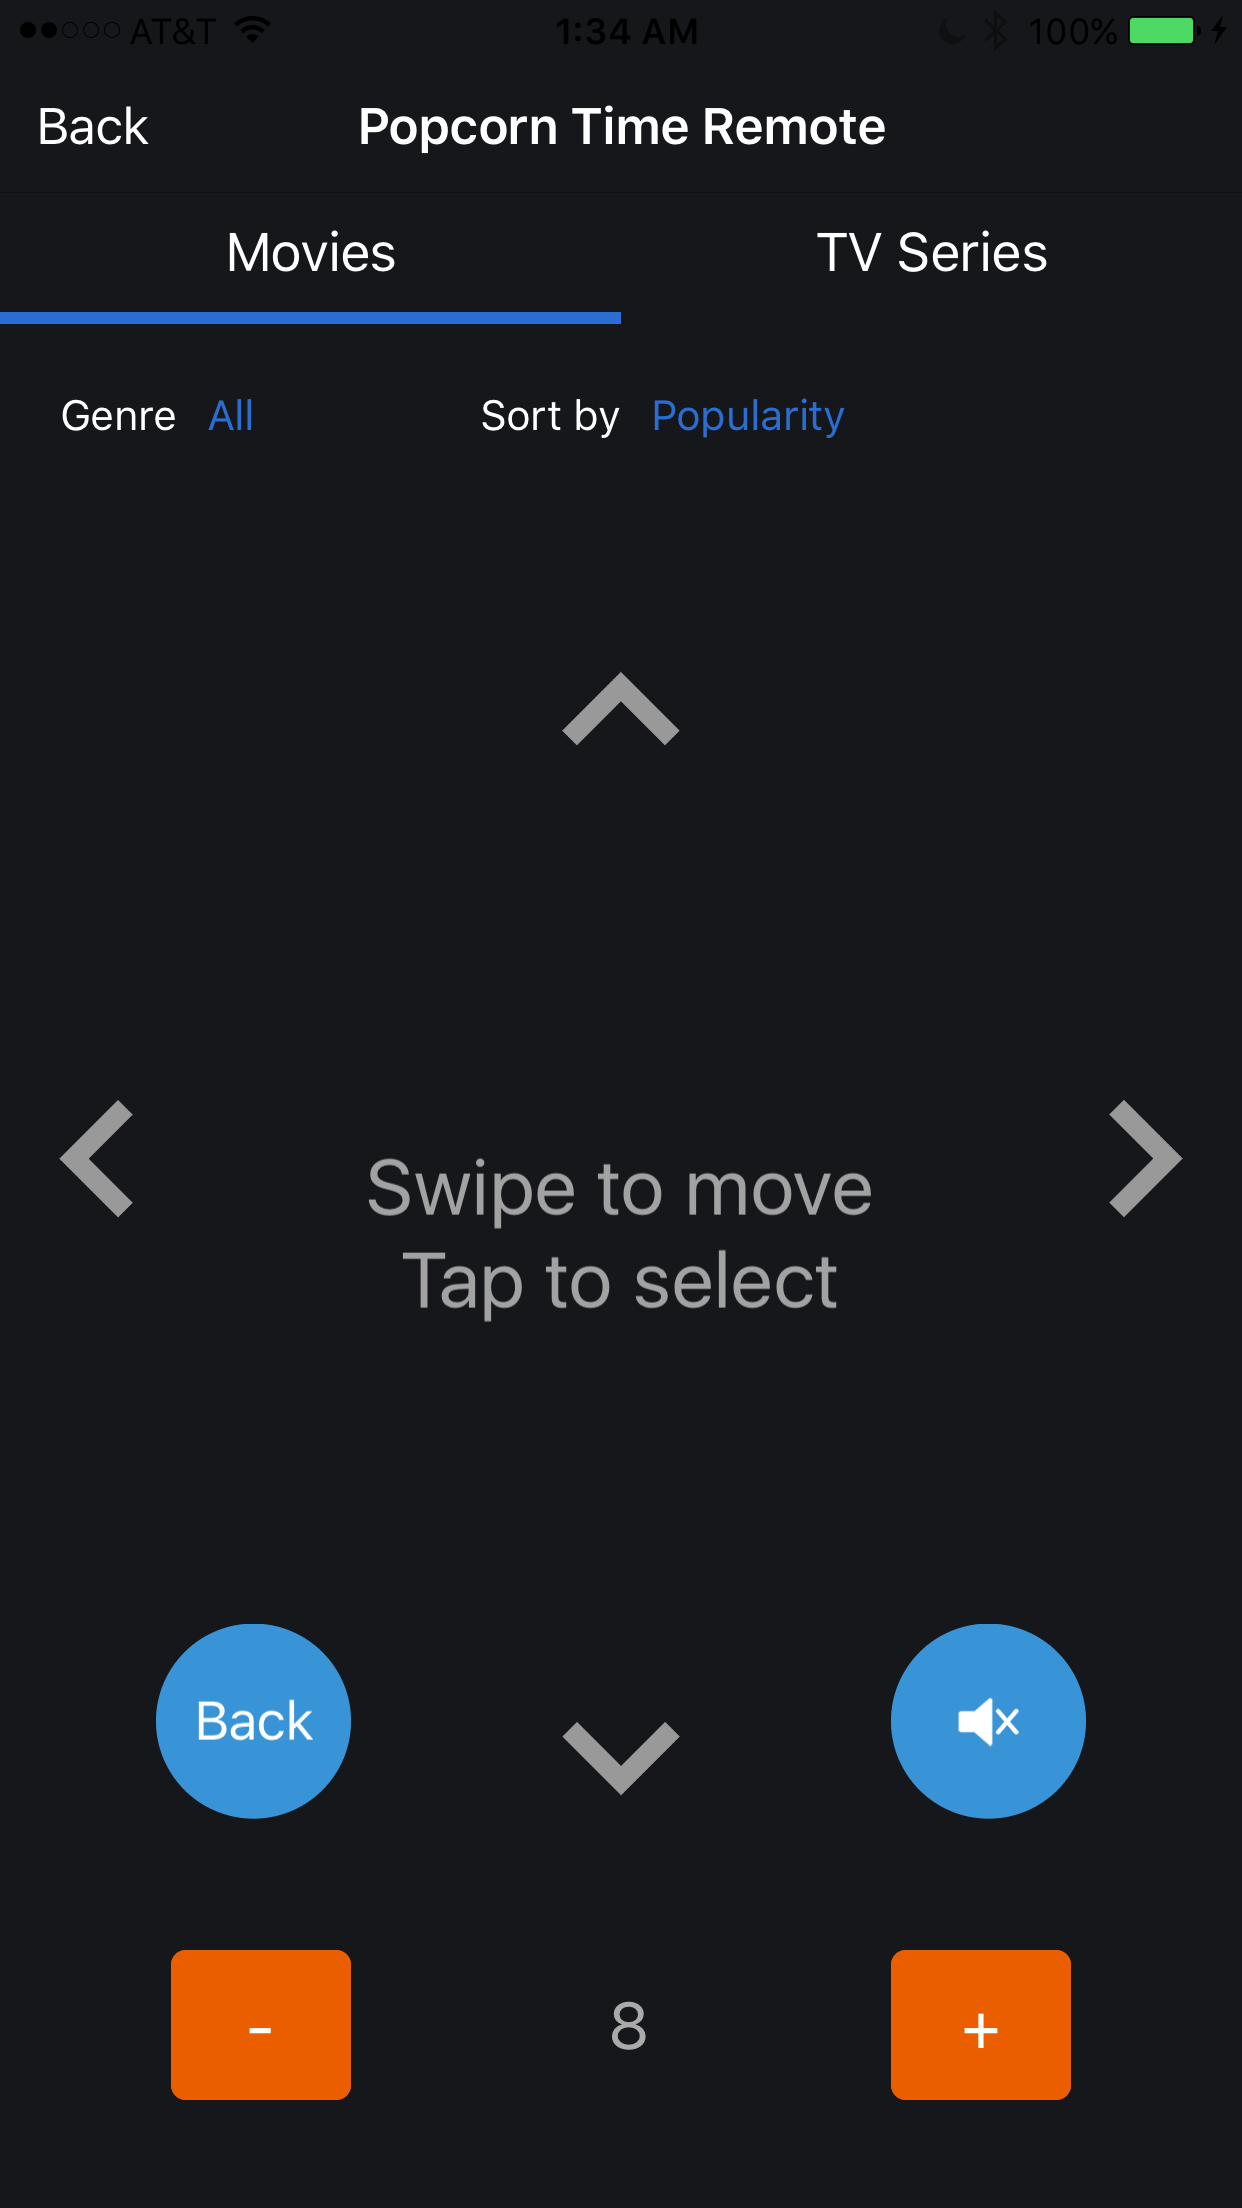 AT&T 1:34 AM 100%
Back Popcorn Time Remote
Movies TV Series
Genre All Sort by Popularity
Swipe to move
Tap to select
Back
- 8 +